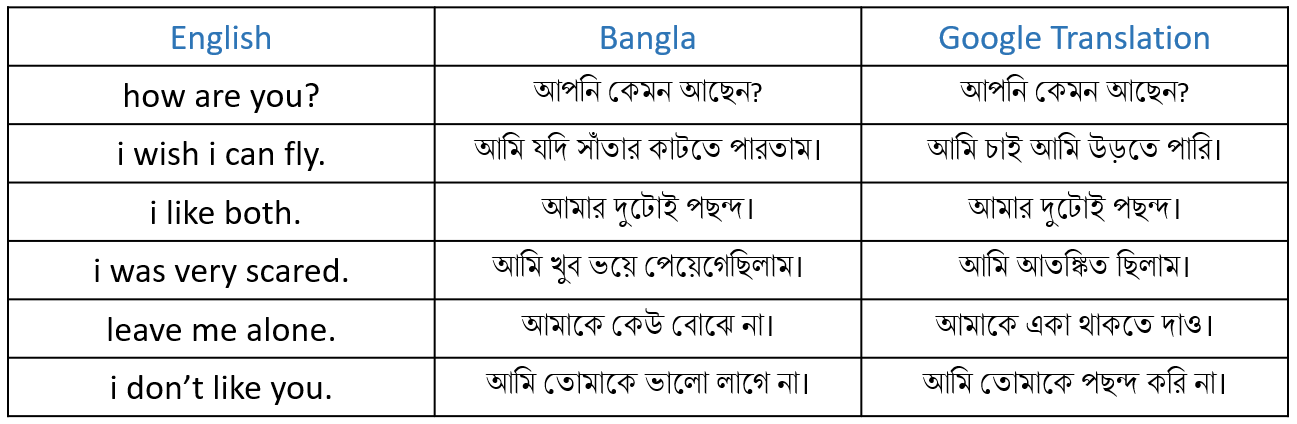 English Bangla Google Translation
how are you? আপনি কেমন আছেন? আপনি কেমন আছেন?
i wish i can fly. আমি যদি সাঁতার কাটতে পারতাম। আমি চাই আমি উড়তে পারি।
i like both. আমার দুটোই পছন্দ। আমার দুটোই পছন্দ।
i was very scared. আমি খুব ভয়ে পেয়েগেছিলাম। আমি আতঙ্কিত ছিলাম।
leave me alone. আমাকে কেউ বোঝে না। আমাকে একা থাকতে দাও।
i don’t like you. আমি তোমাকে ভালো লাগে না। আমি তোমাকে পছন্দ করি না।